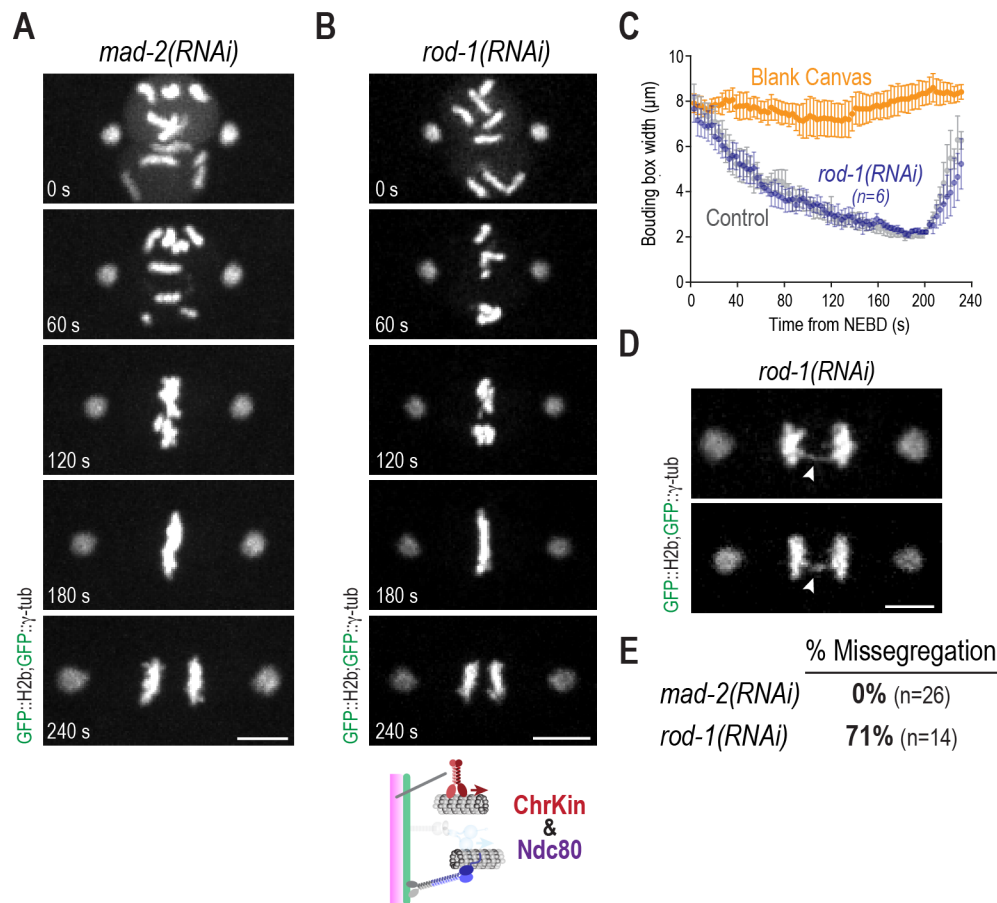 A
mad-2(RNAi)
0 s
60 s
120 s
180 s
240 s
GFP::H2b;GFP::γ-tub
B
rod-1(RNAi)
0 s
60 s
120 s
180 s
240 s
GFP::H2b;GFP::γ-tub
ChrKin
&
Ndc80
C
Bouding box width (μm)
10
8
6
4
2
0
Blank Canvas
rod-1(RNAi)
(n=6)
Control
0 40 80 120 160 200 240
Time from NEBD (s)
D
rod-1(RNAi)
GFP::H2b;GFP::γ-tub
E
% Missegregation
mad-2(RNAi) 0% (n=26)
rod-1(RNAi) 71% (n=14)